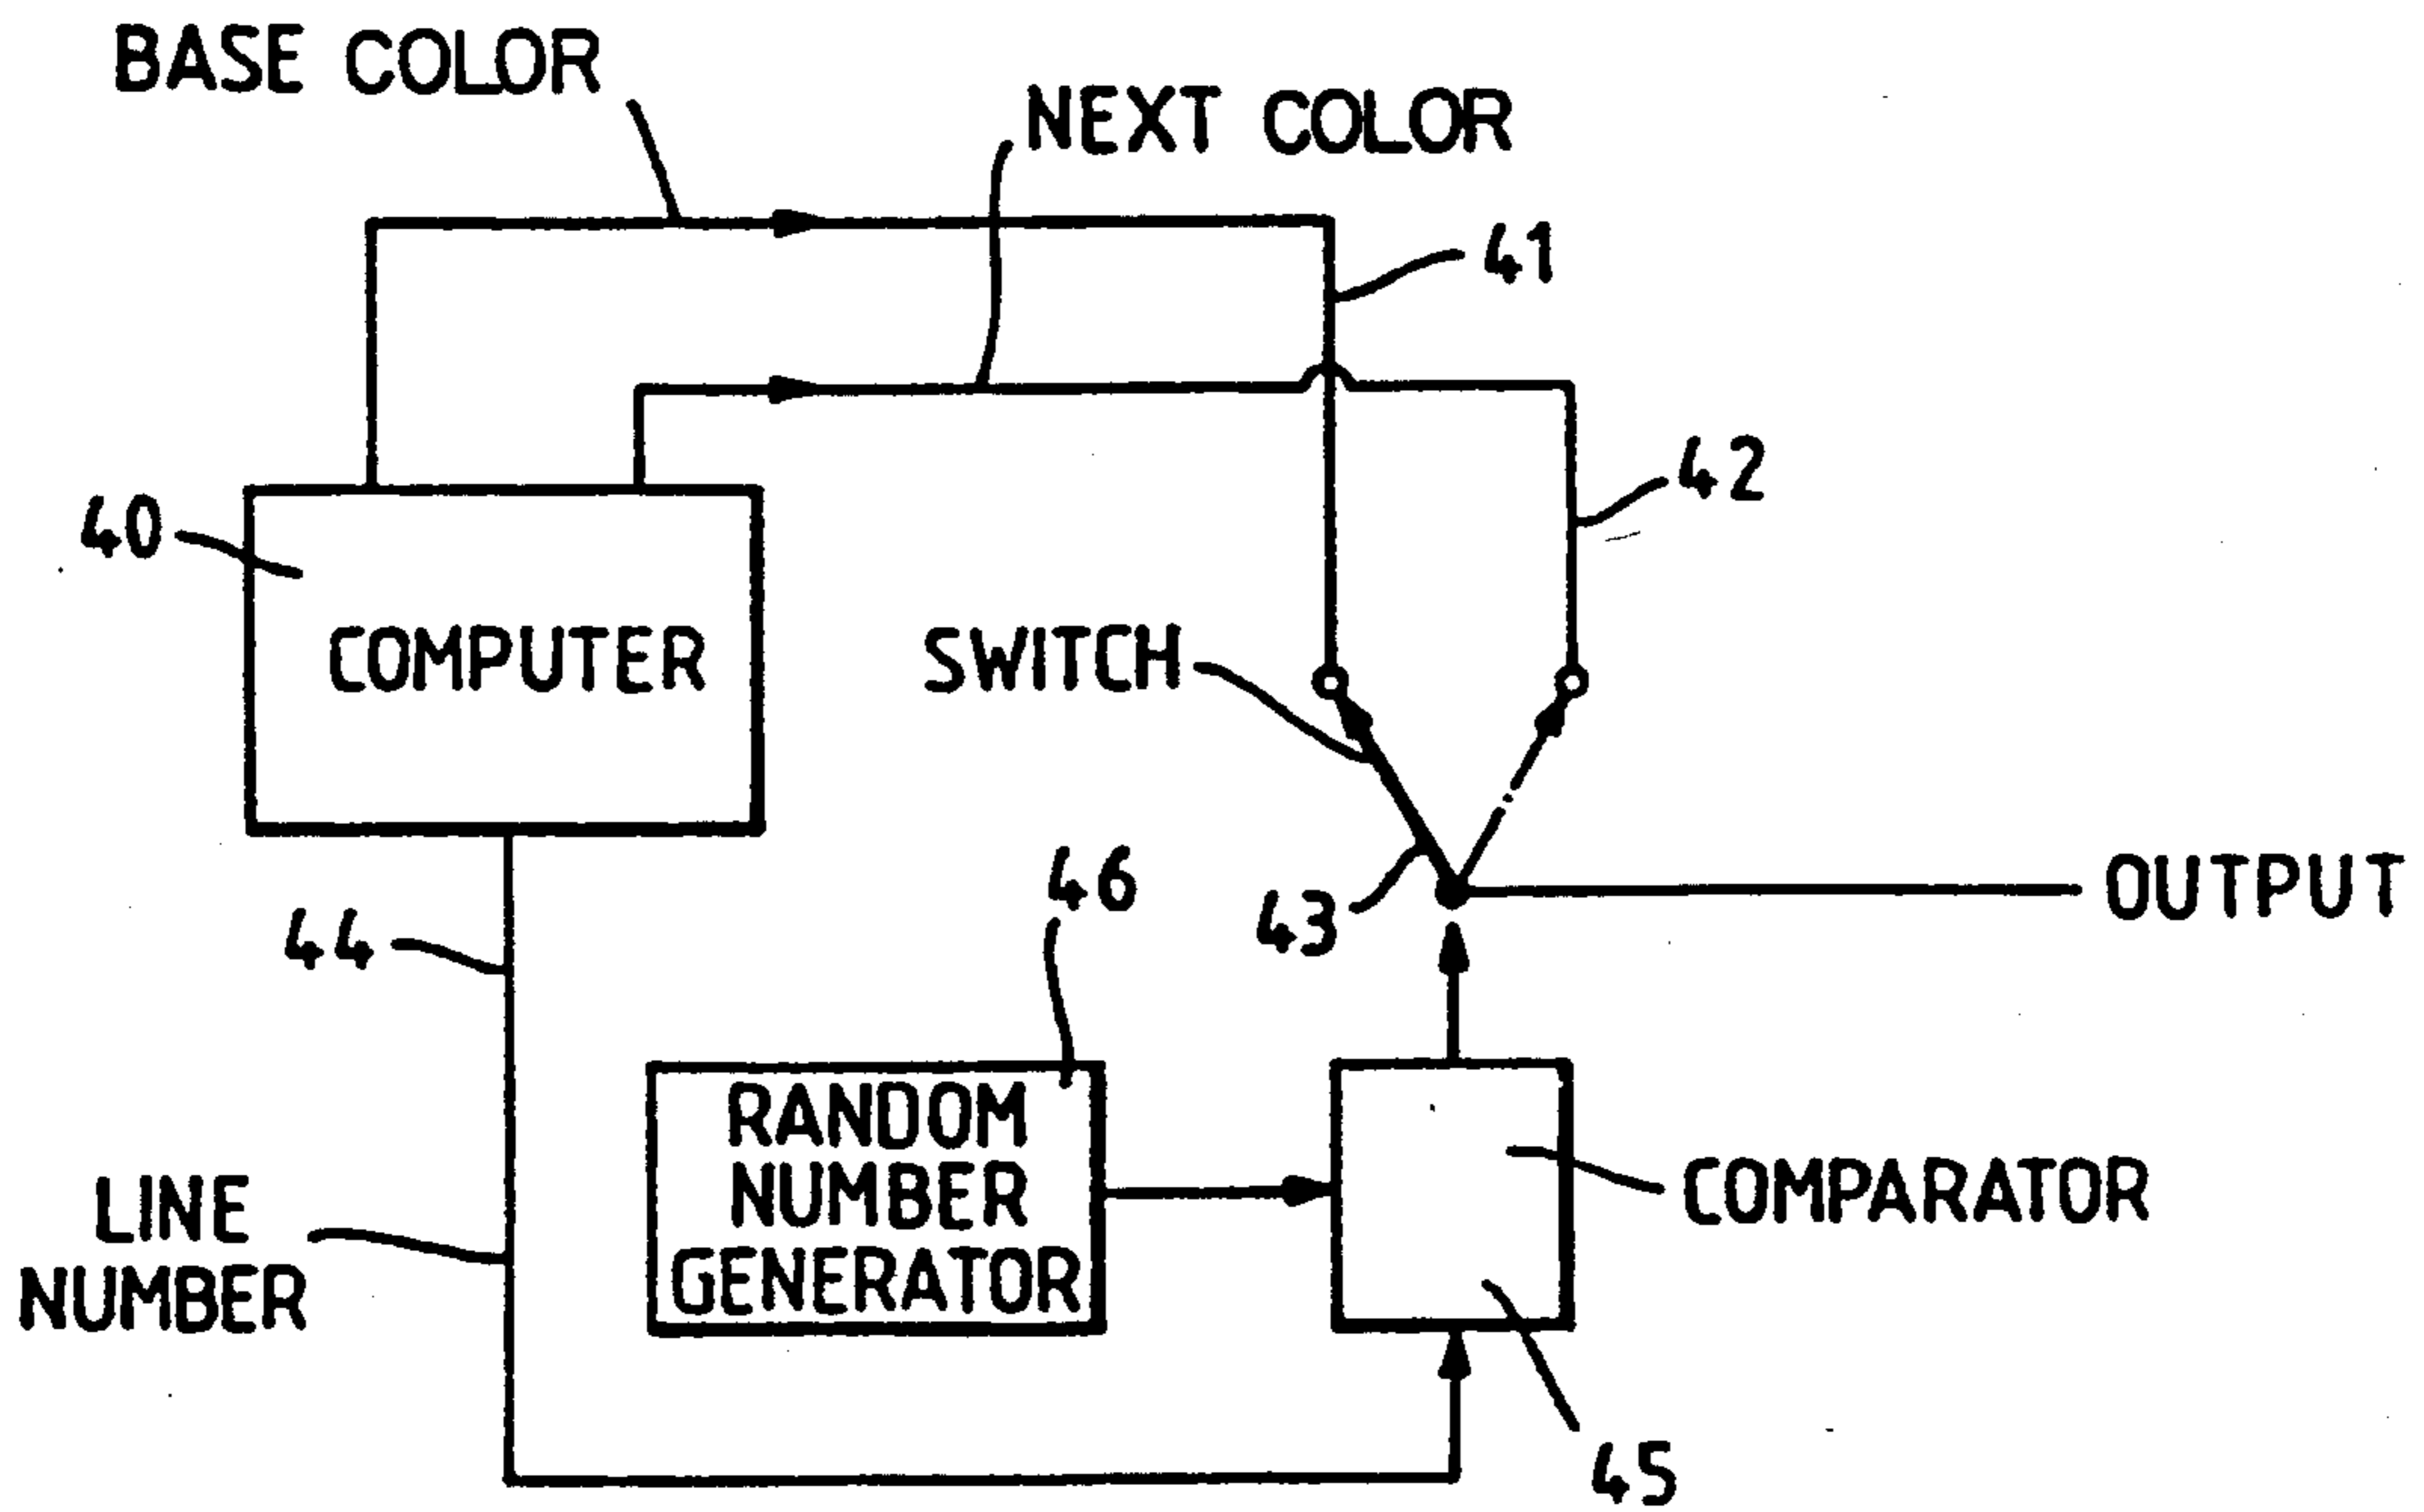 BASE COLOR
NEXT COLOR
41
42
40
COMPUTER
SWITCH
46
OUTPUT
43
44
RANDOM
NUMBER
GENERATOR
COMPARATOR
LINE
NUMBER
45